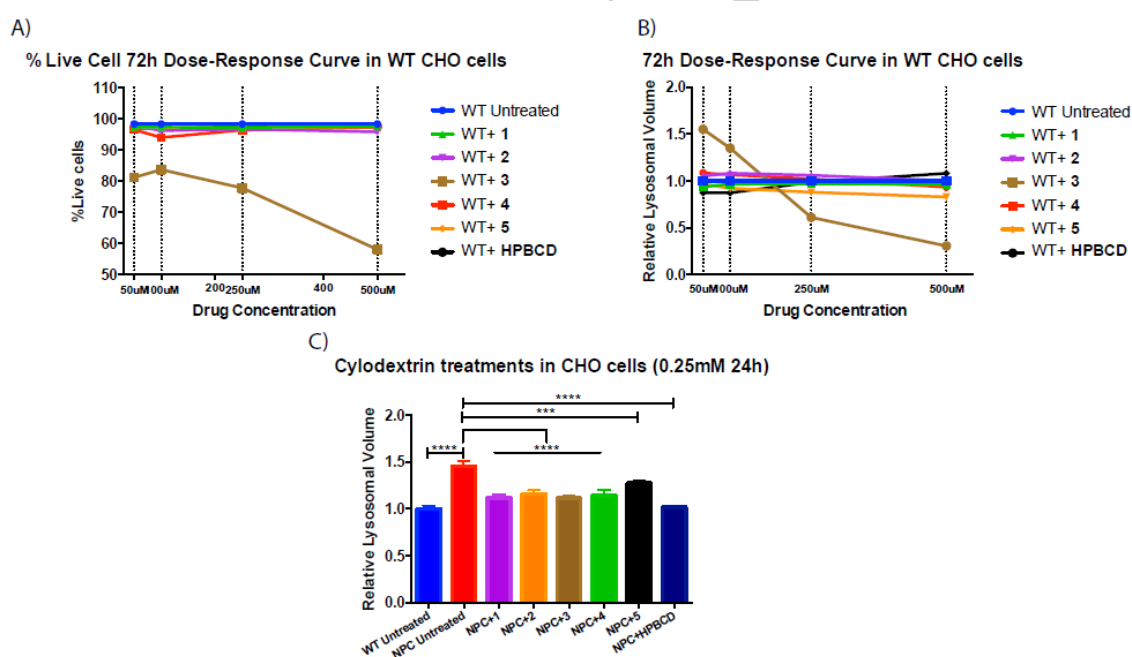 A)
% Live Cell 72h Dose-Response Curve in WT CHO cells
110
100
90
80
70
60
50
%Live cells
50uM
00uM
200
250uM
400
500uM
Drug Concentration
WT Untreated
WT+ 1
WT+ 2
WT+ 3
WT+ 4
WT+ 5
WT+ HPBCD
B)
72h Dose-Response Curve in WT CHO cells
2.0
1.5
1.0
0.5
0.0
Relative Lysosomal Volume
50uM
00uM
250uM
500uM
Drug Concentration
WT Untreated
WT+ 1
WT+ 2
WT+ 3
WT+ 4
WT+ 5
WT+ HPBCD
C)
Cylodextrin treatments in CHO cells (0.25mM 24h)
2.0
1.5
1.0
0.5
0.0
Relative Lysosomal Volume
****
***
****
****
WT Untreated
NPC Untreated
NPC+1
NPC+2
NPC+3
NPC+4
NPC+5
NPC+HPBCD